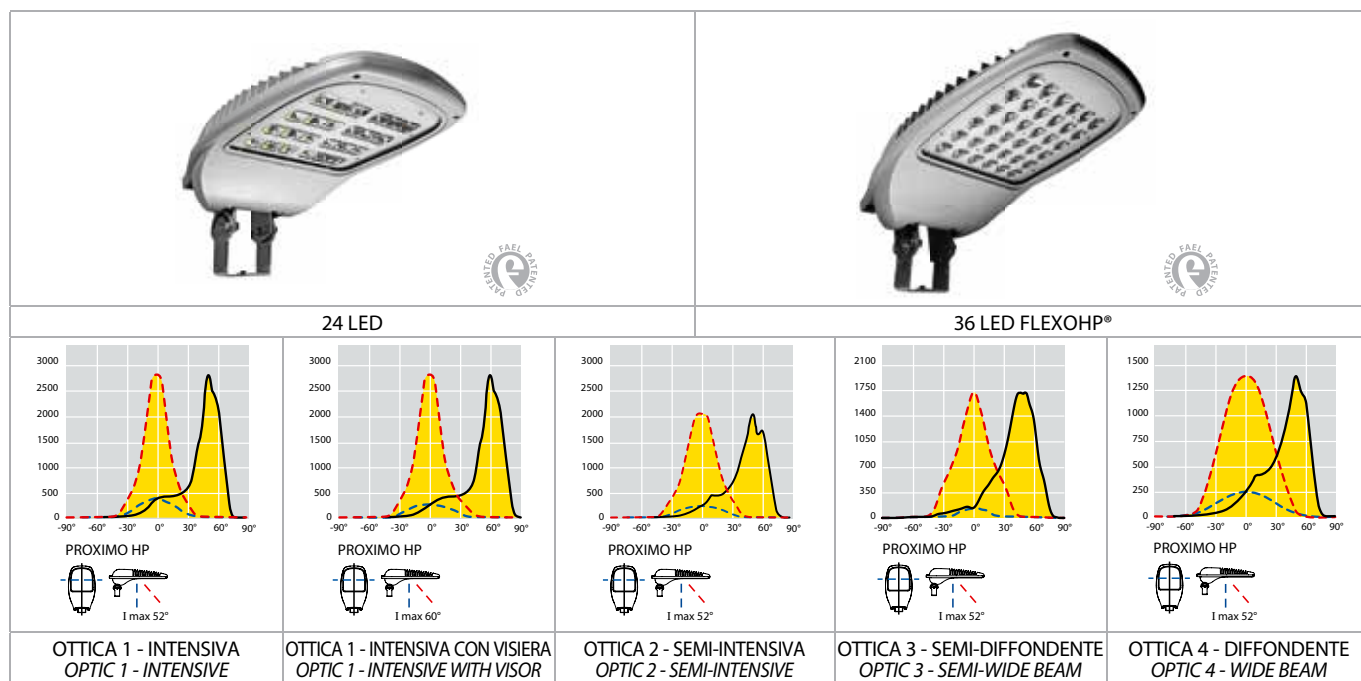 PATENTED FAEL PATENTED
PATENTED FAEL PATENTED
24 LED
36 LED FLEXOHP®
3000
2500
2000
1500
1000
500
0
-90° -60° -30° 0° 30° 60° 90°
PROXIMO HP
I max 52°
OTTICA 1 - INTENSIVA
OPTIC 1 - INTENSIVE
3000
2500
2000
1500
1000
500
0
-90° -60° -30° 0° 30° 60° 90°
PROXIMO HP
I max 60°
OTTICA 1 - INTENSIVA CON VISIERA
OPTIC 1 - INTENSIVE WITH VISOR
3000
2500
2000
1500
1000
500
0
-90° -60° -30° 0° 30° 60° 90°
PROXIMO HP
I max 52°
OTTICA 2 - SEMI-INTENSIVA
OPTIC 2 - SEMI-INTENSIVE
2100
1750
1400
1050
700
350
0
-90° -60° -30° 0° 30° 60° 90°
PROXIMO HP
I max 52°
OTTICA 3 - SEMI-DIFFONDENTE
OPTIC 3 - SEMI-WIDE BEAM
1500
1250
1000
750
500
250
0
-90° -60° -30° 0° 30° 60° 90°
PROXIMO HP
I max 52°
OTTICA 4 - DIFFONDENTE
OPTIC 4 - WIDE BEAM